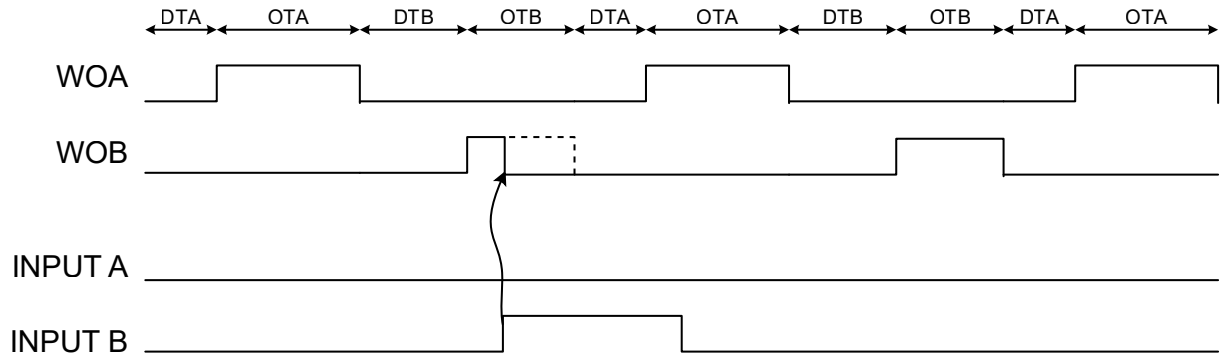 DTA OTA DTB OTB DTA OTA DTB OTB DTA OTA
WOA
WOB
INPUT A
INPUT B